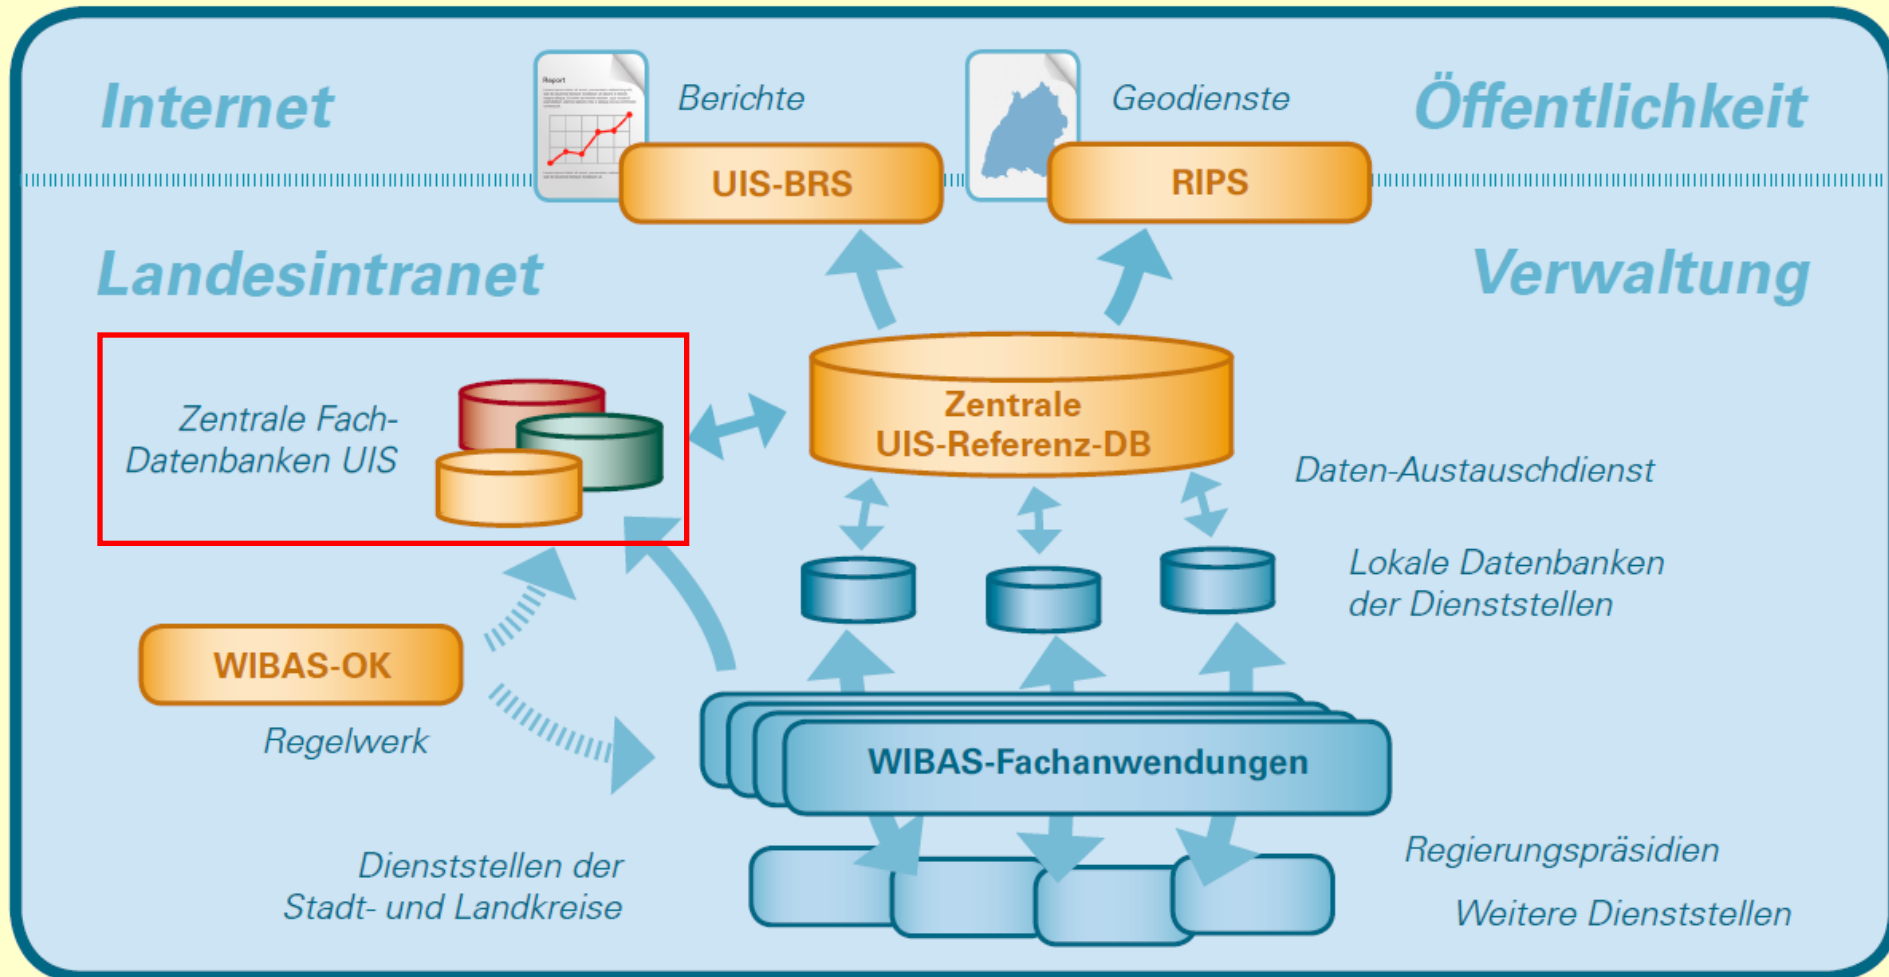 Internet
Report
Berichte
Geodienste
Öffentlichkeit
UIS-BRS
RIPS
Landesintranet
Verwaltung
Zentrale Fach-
Datenbanken UIS
Zentrale
UIS-Referenz-DB
Daten-Austauschdienst
Lokale Datenbanken
der Dienststellen
WIBAS-OK
Regelwerk
WIBAS-Fachanwendungen
Dienststellen der
Stadt- und Landkreise
Regierungspräsidien
Weitere Dienststellen